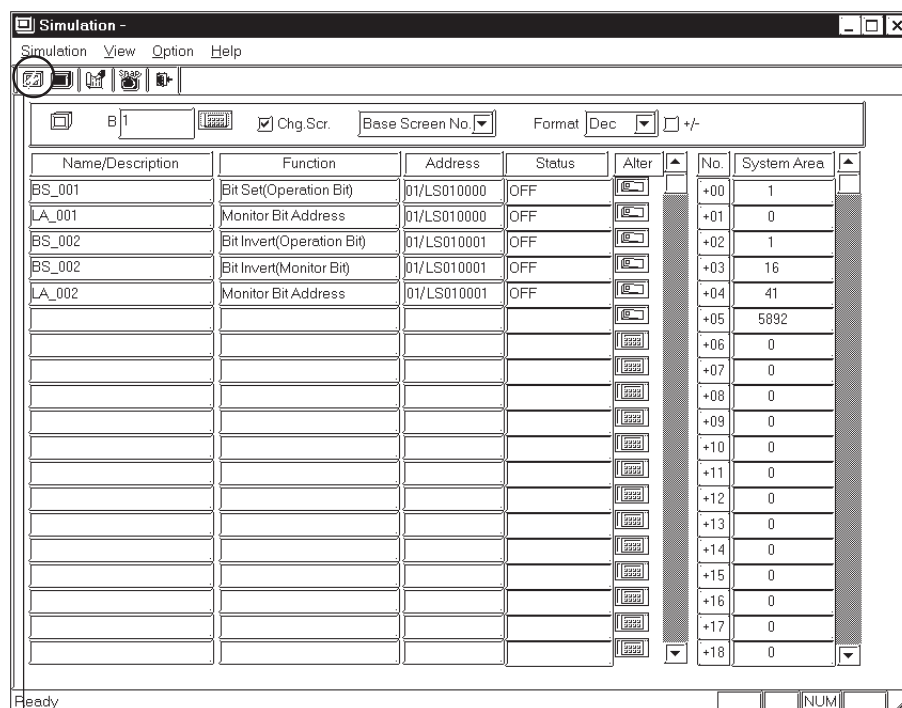 Simulation -
Simulation View Option Help
SNAP
B 1 Chg.Scr. Base Screen No. Format Dec +/-
Name/Description Function Address Status Alter No. System Area
BS_001 Bit Set(Operation Bit) 01/LS010000 OFF +00 1
LA_001 Monitor Bit Address 01/LS010000 OFF +01 0
BS_002 Bit Invert(Operation Bit) 01/LS010001 OFF +02 1
BS_002 Bit Invert(Monitor Bit) 01/LS010001 OFF +03 16
LA_002 Monitor Bit Address 01/LS010001 OFF +04 41
+05 5892
+06 0
+07 0
+08 0
+09 0
+10 0
+11 0
+12 0
+13 0
+14 0
+15 0
+16 0
+17 0
+18 0
Ready NUM